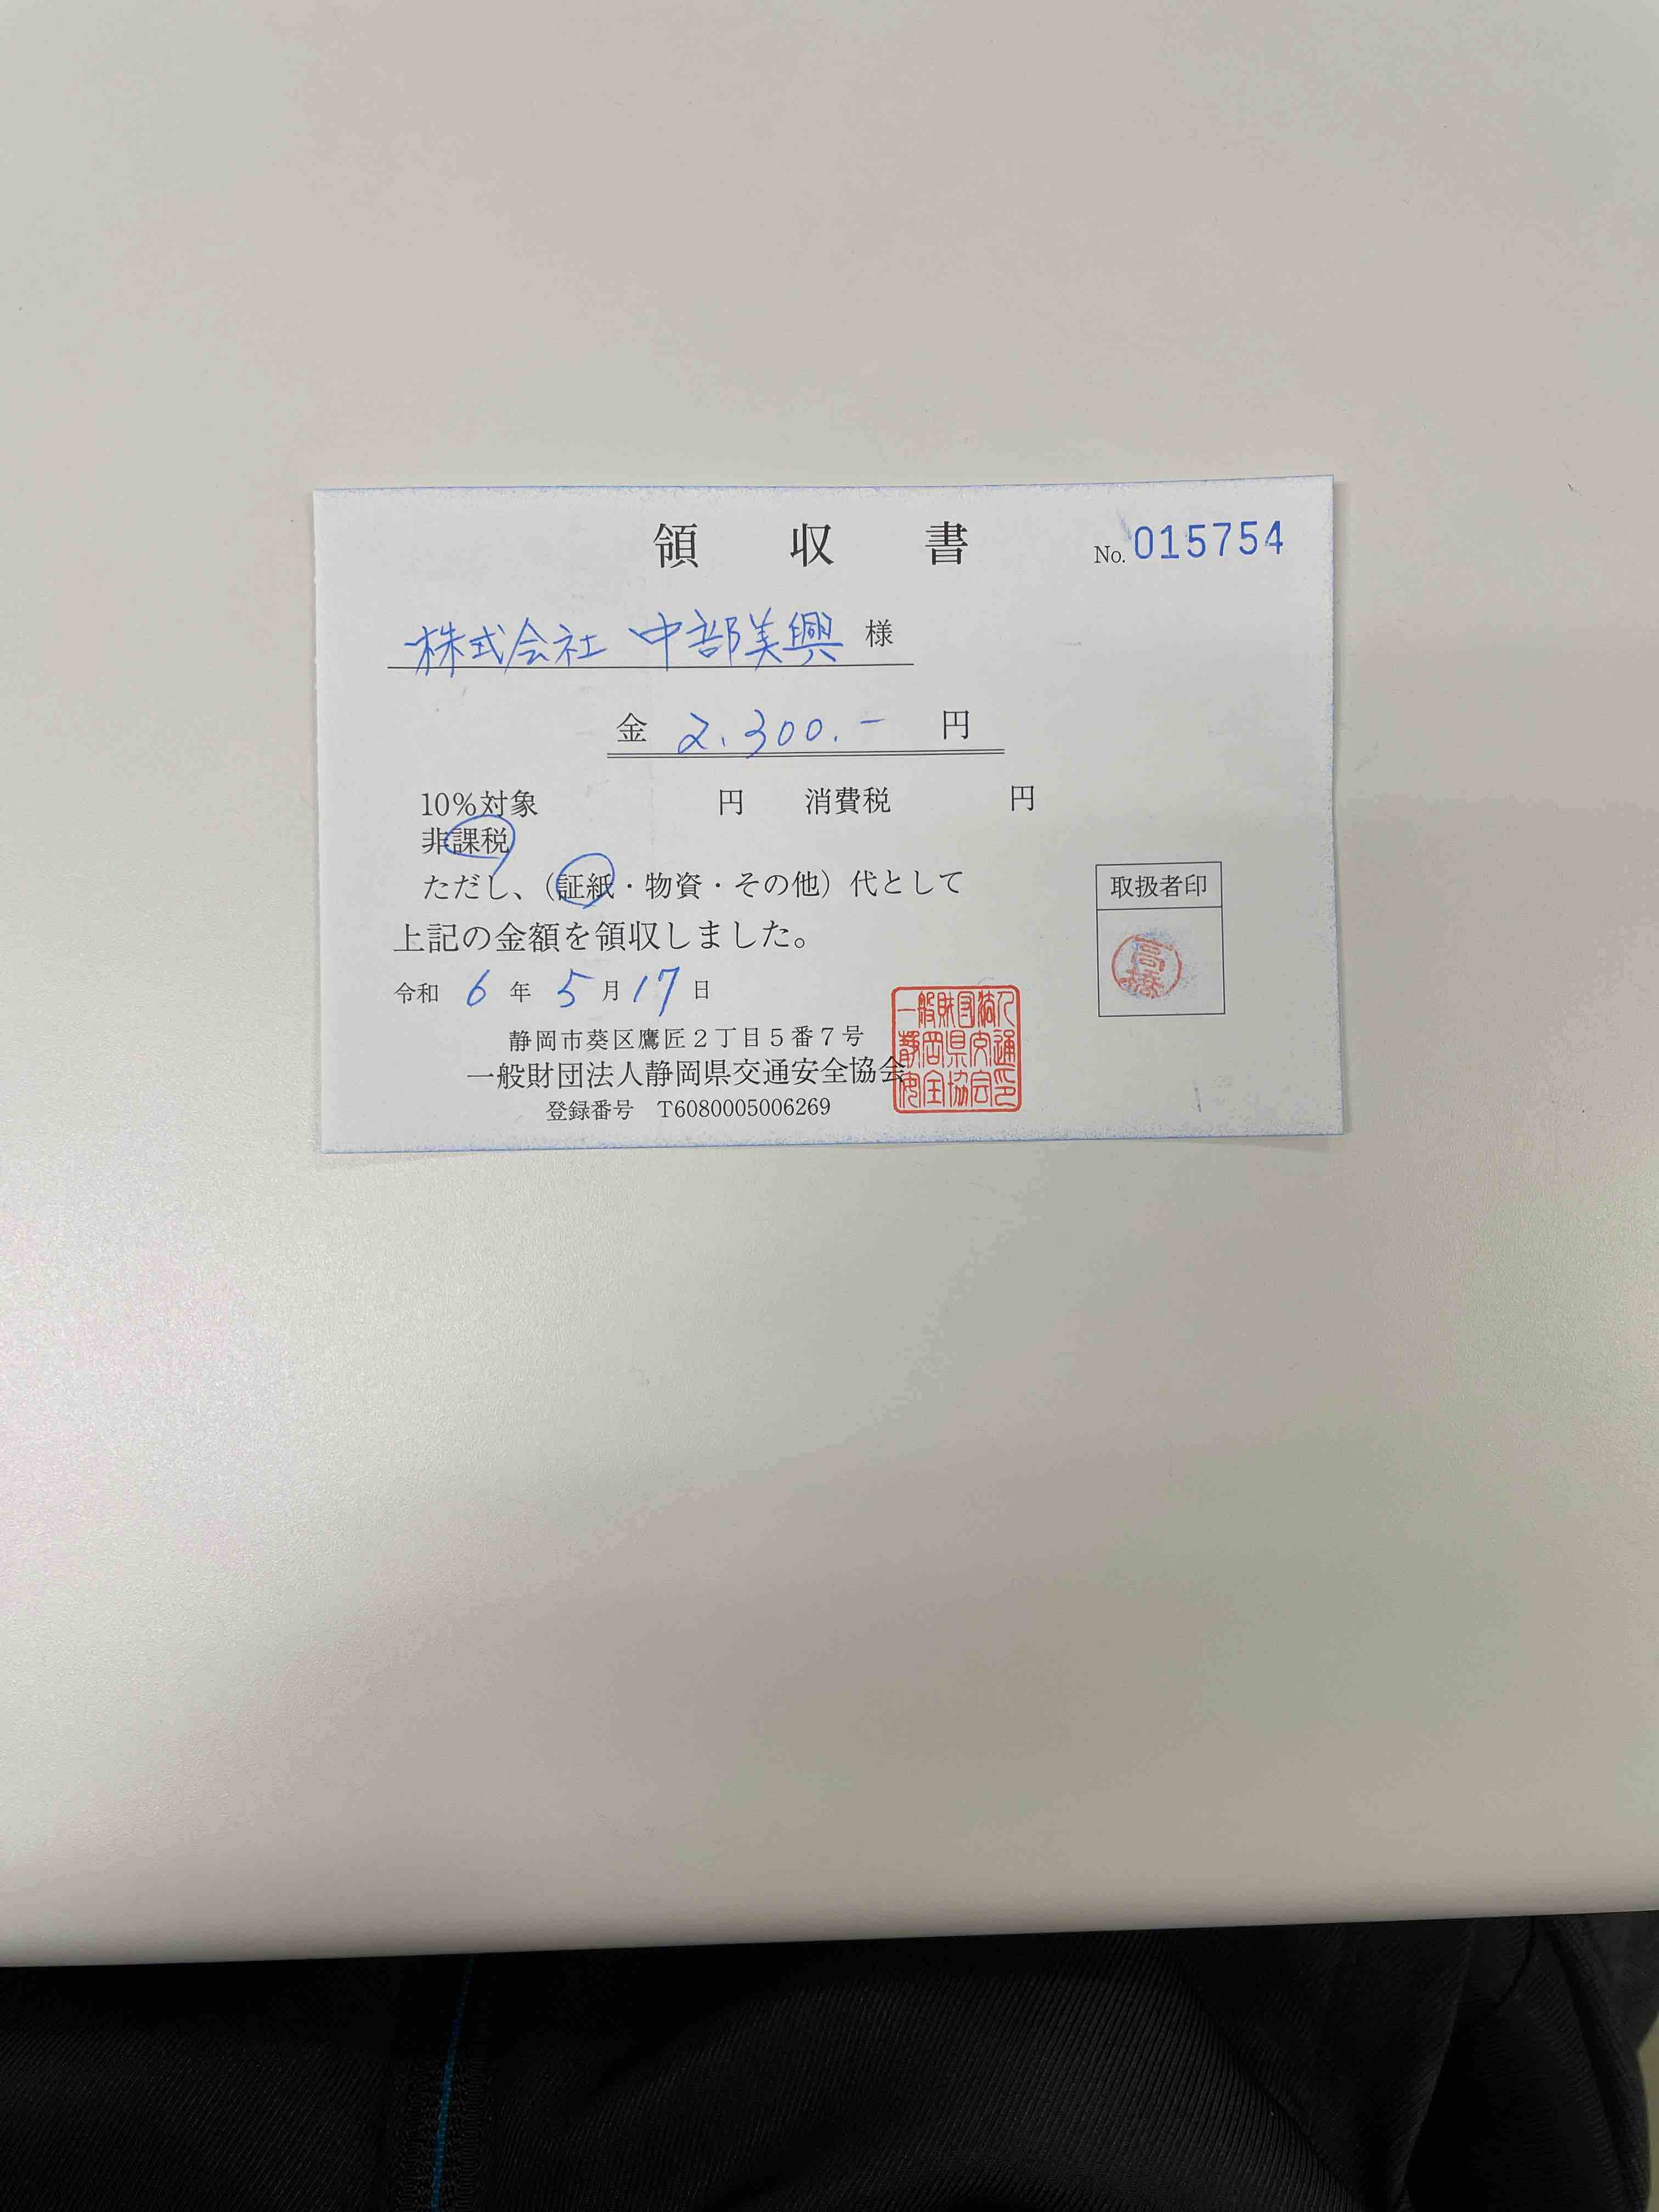 領収書 No.015754
株式会社 中部美興 様
金 2,300.- 円
10%対象 円 消費税 円
非課税
ただし、（証紙・物資・その他）代として
上記の金額を領収しました。
取扱者印
高橋
令和 6 年 5 月 17 日
静岡市葵区鷹匠２丁目５番７号
一般財団法人静岡県交通安全協会
登録番号 T6080005006269
一般財団法人
静岡県交通
安全協会印